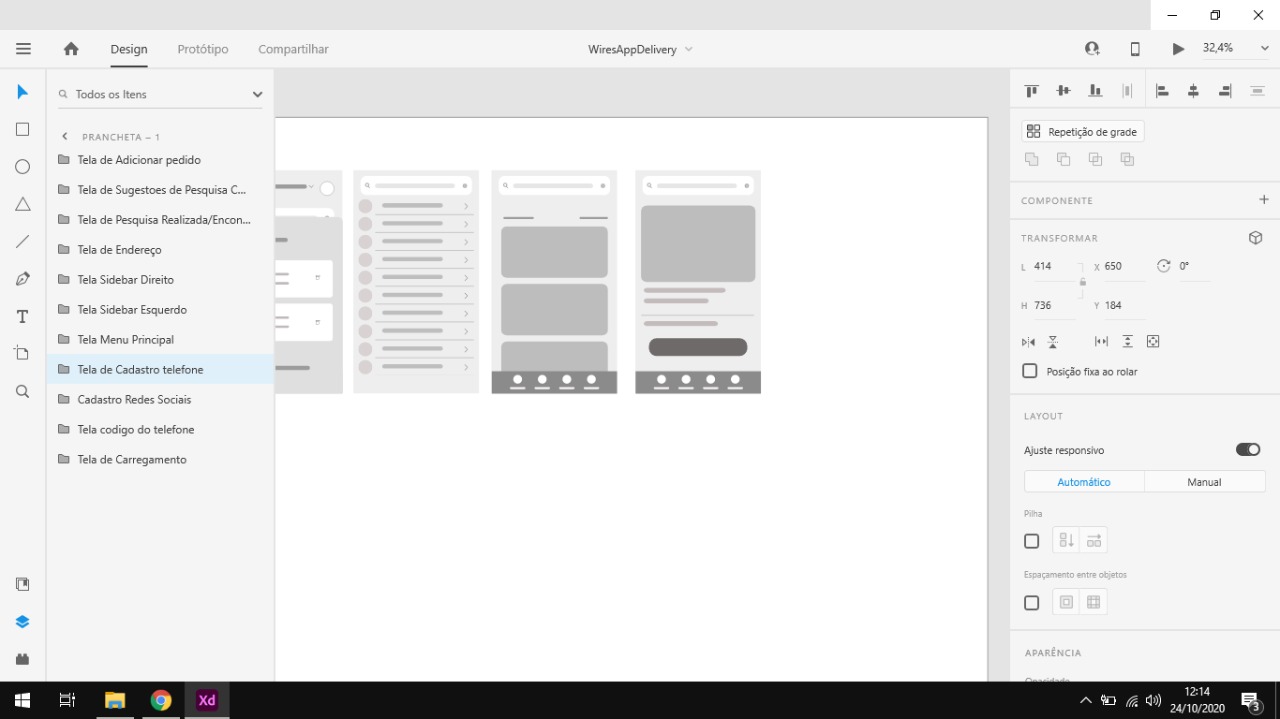 Design
Protótipo
Compartilhar
WiresAppDelivery
32,4%
Todos os Itens
PRANCHETA – 1
Tela de Adicionar pedido
Tela de Sugestoes de Pesquisa C...
Tela de Pesquisa Realizada/Encon...
Tela de Endereço
Tela Sidebar Direito
Tela Sidebar Esquerdo
Tela Menu Principal
Tela de Cadastro telefone
Cadastro Redes Sociais
Tela codigo do telefone
Tela de Carregamento
Repetição de grade
COMPONENTE
TRANSFORMAR
L 414 X 650 0°
H 736 Y 184
Posição fixa ao rolar
LAYOUT
Ajuste responsivo
Automático Manual
Pilha
Espaçamento entre objetos
APARÊNCIA
Opacidade
Xd
12:14
24/10/2020
3